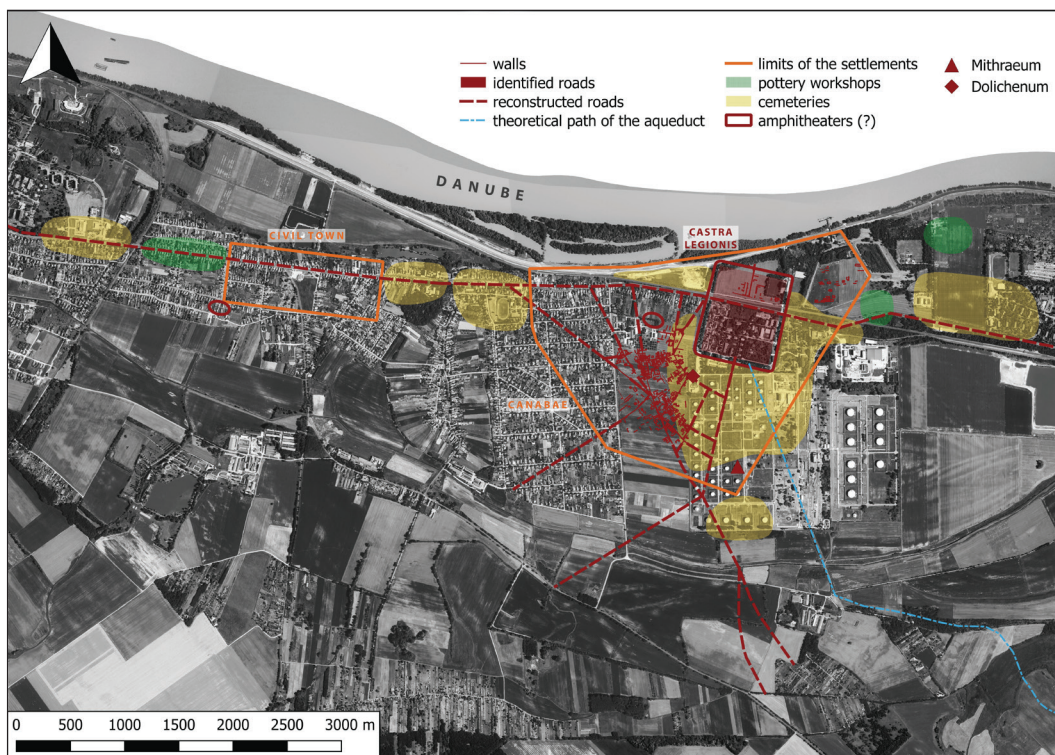 walls
identified roads
reconstructed roads
theoretical path of the aqueduct
limits of the settlements
pottery workshops
cemeteries
amphitheaters (?)
Mithraeum
Dolichenum
DANUBE
CIVIL TOWN
CASTRA
LEGIONIS
CANABAE
0 500 1000 1500 2000 2500 3000 m